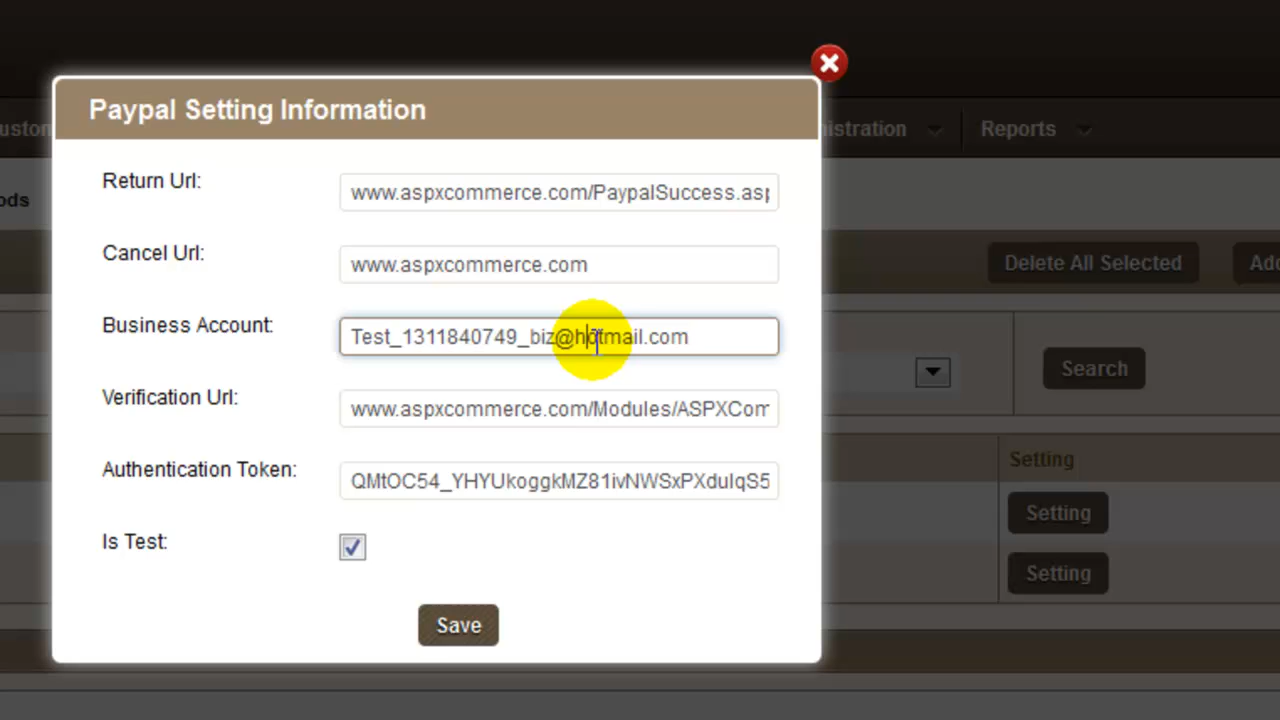 Paypal Setting Information
istration
Reports
Return Url:
www.aspxcommerce.com/PaypalSuccess.asp
Cancel Url:
www.aspxcommerce.com
Delete All Selected
Business Account:
Test_1311840749_biz@hotmail.com
Search
Verification Url:
www.aspxcommerce.com/Modules/ASPXCom
Setting
Authentication Token:
QMtOC54_YHYUkoggkMZ81ivNWSxPXduIqS5
Setting
Is Test:
Setting
Save